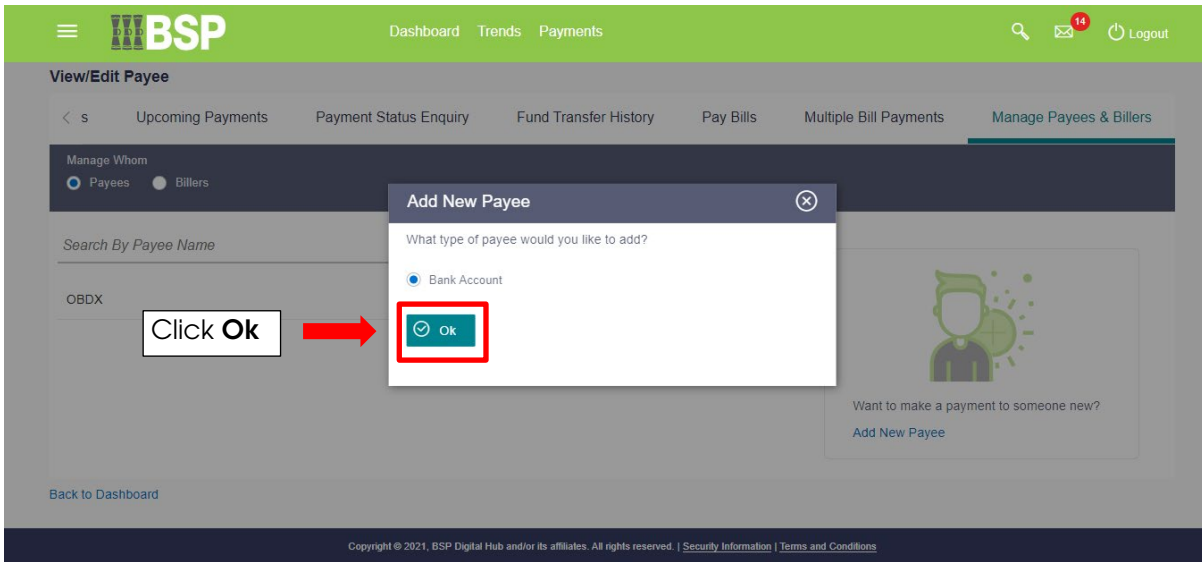 BSP
Dashboard Trends Payments
14
Logout
View/Edit Payee
< s Upcoming Payments Payment Status Enquiry Fund Transfer History Pay Bills Multiple Bill Payments Manage Payees & Billers
Manage Whom
Payees Billers
Add New Payee
Search By Payee Name
What type of payee would you like to add?
Bank Account
OBDX
Click Ok
Ok
Want to make a payment to someone new?
Add New Payee
Back to Dashboard
Copyright © 2021, BSP Digital Hub and/or its affiliates. All rights reserved. | Security Information | Terms and Conditions